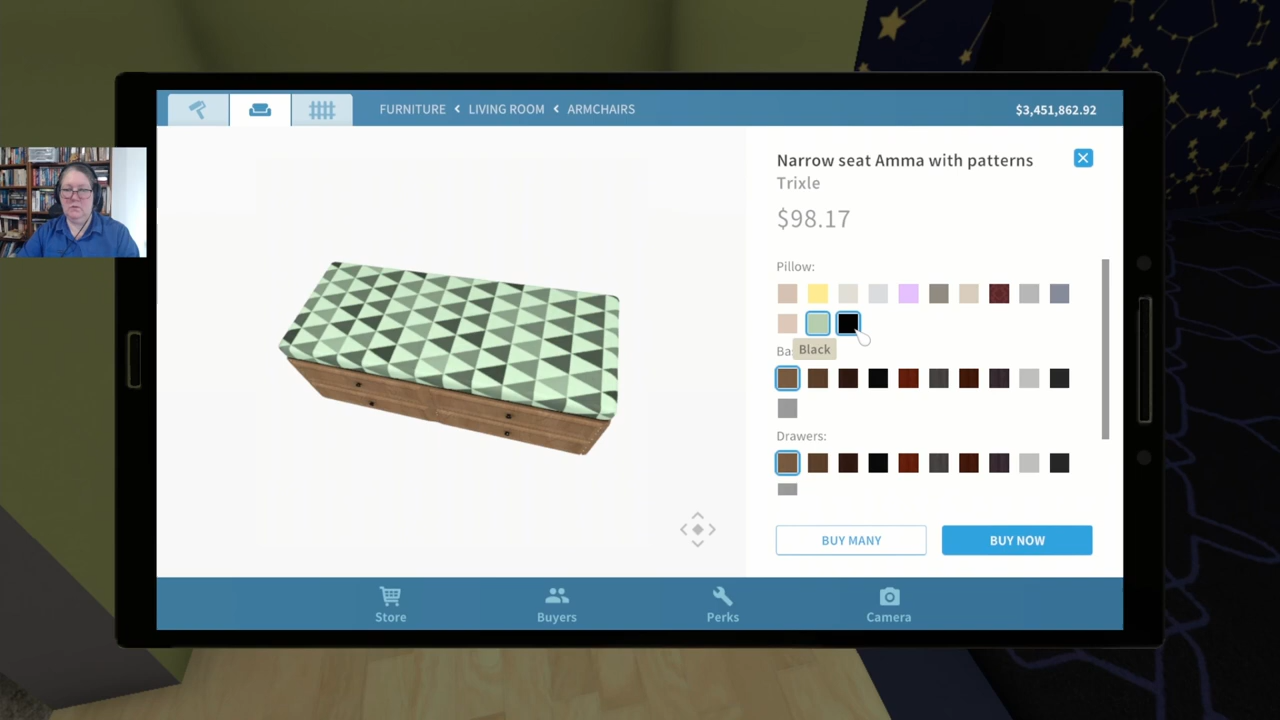 FURNITURE < LIVING ROOM < ARMCHAIRS
$3,451,862.92
Narrow seat Amma with patterns
Trixle
$98.17
Pillow:
Black
Ba
Drawers:
BUY MANY
BUY NOW
Store
Buyers
Perks
Camera